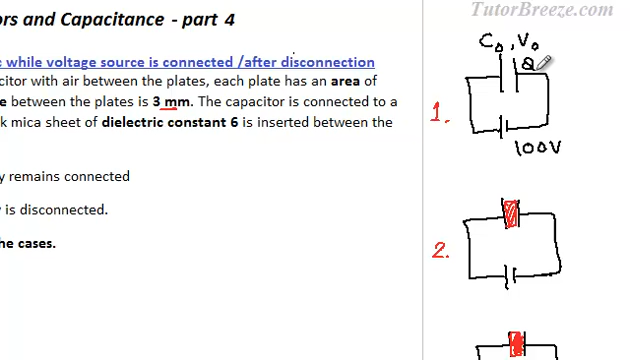 TutorBreeze.com
ors and Capacitance - part 4
: while voltage source is connected /after disconnection
citor with air between the plates, each plate has an area of
e between the plates is 3 mm. The capacitor is connected to a
k mica sheet of dielectric constant 6 is inserted between the
y remains connected
y is disconnected.
he cases.
C₀ , V₀
1.
100V
2.